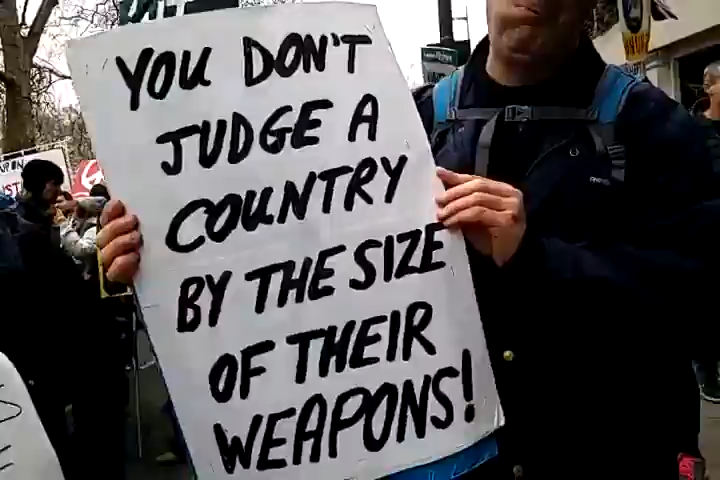 YOU DON'T
JUDGE A
COUNTRY
BY THE SIZE
OF THEIR
WEAPONS!